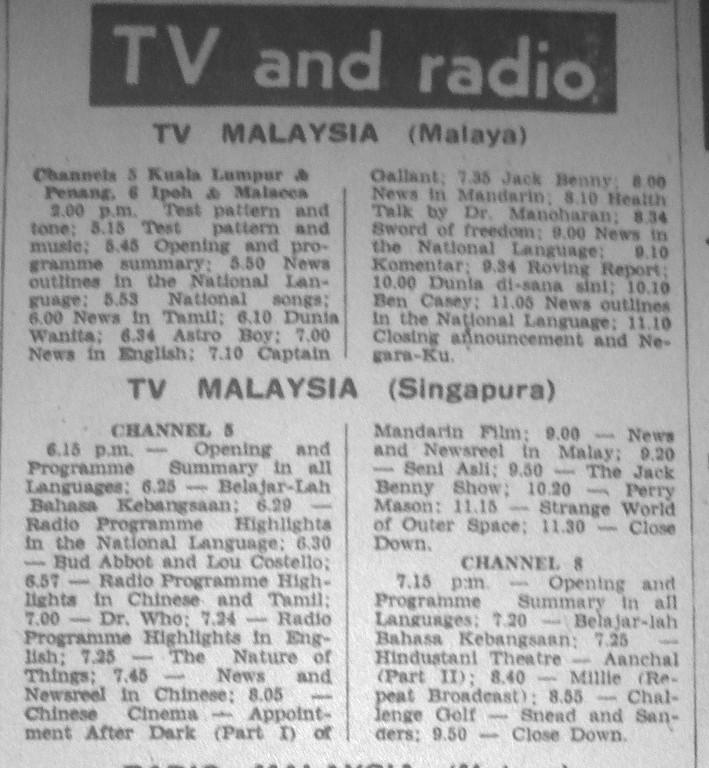 TV and radio
TV MALAYSIA (Malaya)
Channels 5 Kuala Lumpur &
Penang, 6 Ipoh & Malacca
2.00 p.m. Test pattern and
tone; 5.15 Test pattern and
music; 5.45 Opening and pro-
gramme summary; 5.50 News
outlines in the National Lan-
guage; 5.53 National songs;
6.00 News in Tamil; 6.10 Dunia
Wanita; 6.34 Astro Boy; 7.00
News in English; 7.10 Captain
Gallant; 7.35 Jack Benny; 8.00
News in Mandarin; 8.10 Health
Talk by Dr. Manoharan; 8.34
Sword of freedom; 9.00 News in
the National Language; 9.10
Komentar; 9.34 Roving Report;
10.00 Dunia di-sana sini; 10.10
Ben Casey; 11.05 News outlines
in the National Language; 11.10
Closing announcement and Ne-
gara-Ku.
TV MALAYSIA (Singapura)
CHANNEL 5
6.15 p.m. — Opening and
Programme Summary in all
Languages; 6.25 — Belajar-Lah
Bahasa Kebangsaan; 6.29 —
Radio Programme Highlights
in the National Language; 6.30
— Bud Abbot and Lou Costello;
6.57 — Radio Programme High-
lights in Chinese and Tamil;
7.00 — Dr. Who; 7.24 — Radio
Programme Highlights in Eng-
lish; 7.25 — The Nature of
Things; 7.45 — News and
Newsreel in Chinese; 8.05 —
Chinese Cinema — Appoint-
ment After Dark (Part I) of
Mandarin Film; 9.00 — News
and Newsreel in Malay; 9.20
— Seni Asli; 9.50 — The Jack
Benny Show; 10.20 — Perry
Mason; 11.15 — Strange World
of Outer Space; 11.30 — Close
Down.
CHANNEL 8
7.15 p.m. — Opening and
Programme Summary in all
Languages; 7.20 — Belajar-lah
Bahasa Kebangsaan; 7.25 —
Hindustani Theatre — Aanchal
(Part II); 8.40 — Millie (Re-
peat Broadcast); 8.55 — Chal-
lenge Golf — Snead and San-
ders; 9.50 — Close Down.